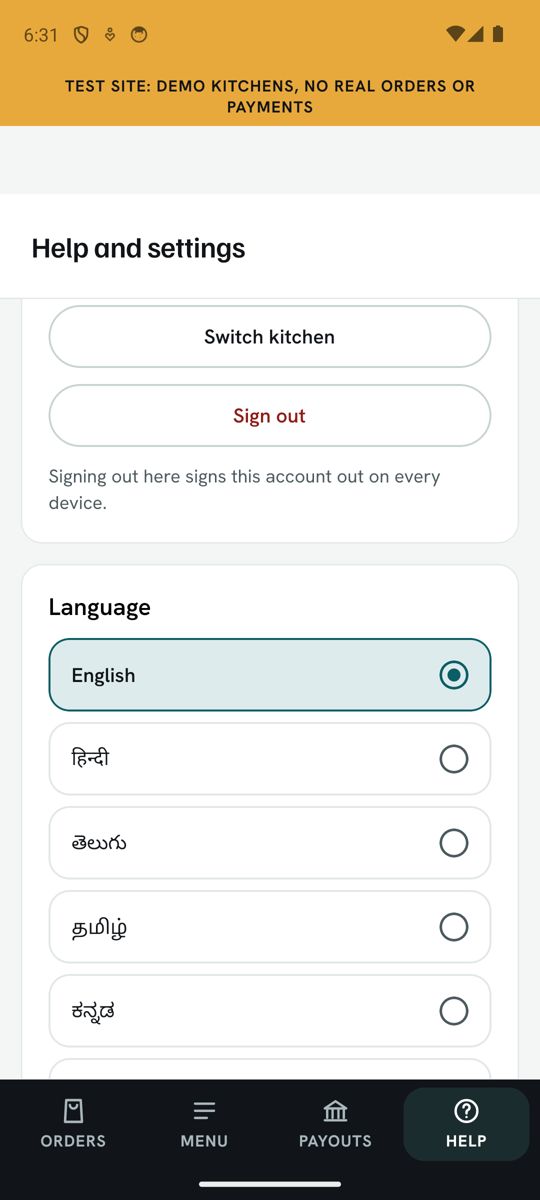 6:31
TEST SITE: DEMO KITCHENS, NO REAL ORDERS OR
PAYMENTS
Help and settings
Switch kitchen
Sign out
Signing out here signs this account out on every
device.
Language
English
हिन्दी
తెలుగు
தமிழ்
ಕನ್ನಡ
ORDERS
MENU
PAYOUTS
HELP